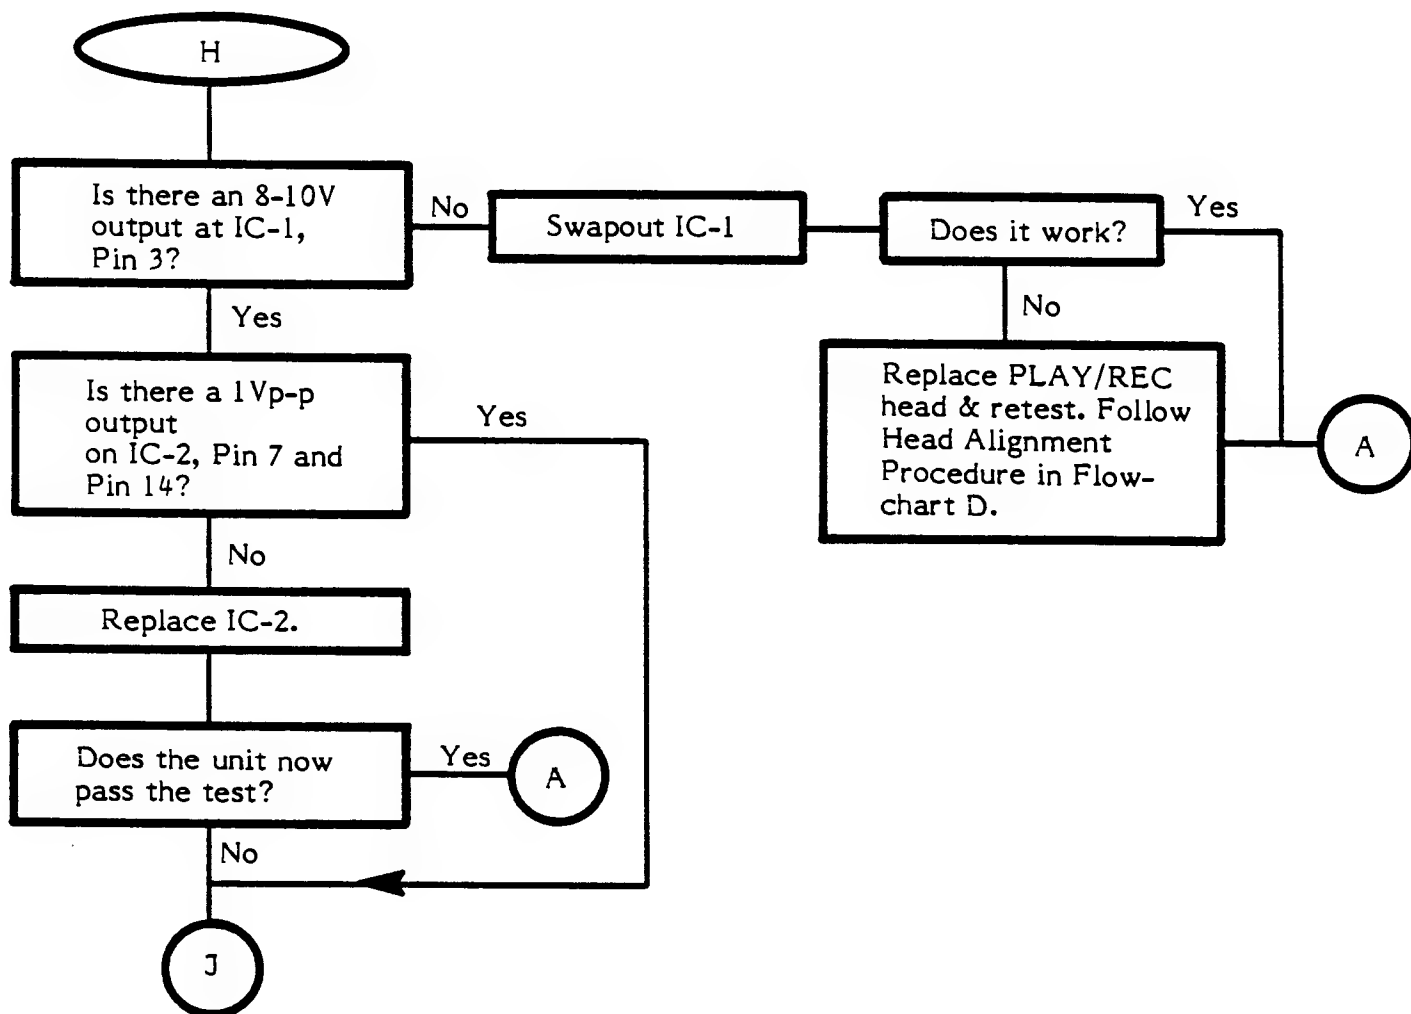 H
Is there an 8-10V
output at IC-1,
Pin 3?
No
Swapout IC-1
Does it work?
Yes
No
Replace PLAY/REC
head & retest. Follow
Head Alignment
Procedure in Flow-
chart D.
A
Yes
Is there a 1Vp-p
output
on IC-2, Pin 7 and
Pin 14?
Yes
No
Replace IC-2.
Does the unit now
pass the test?
Yes
A
No
J